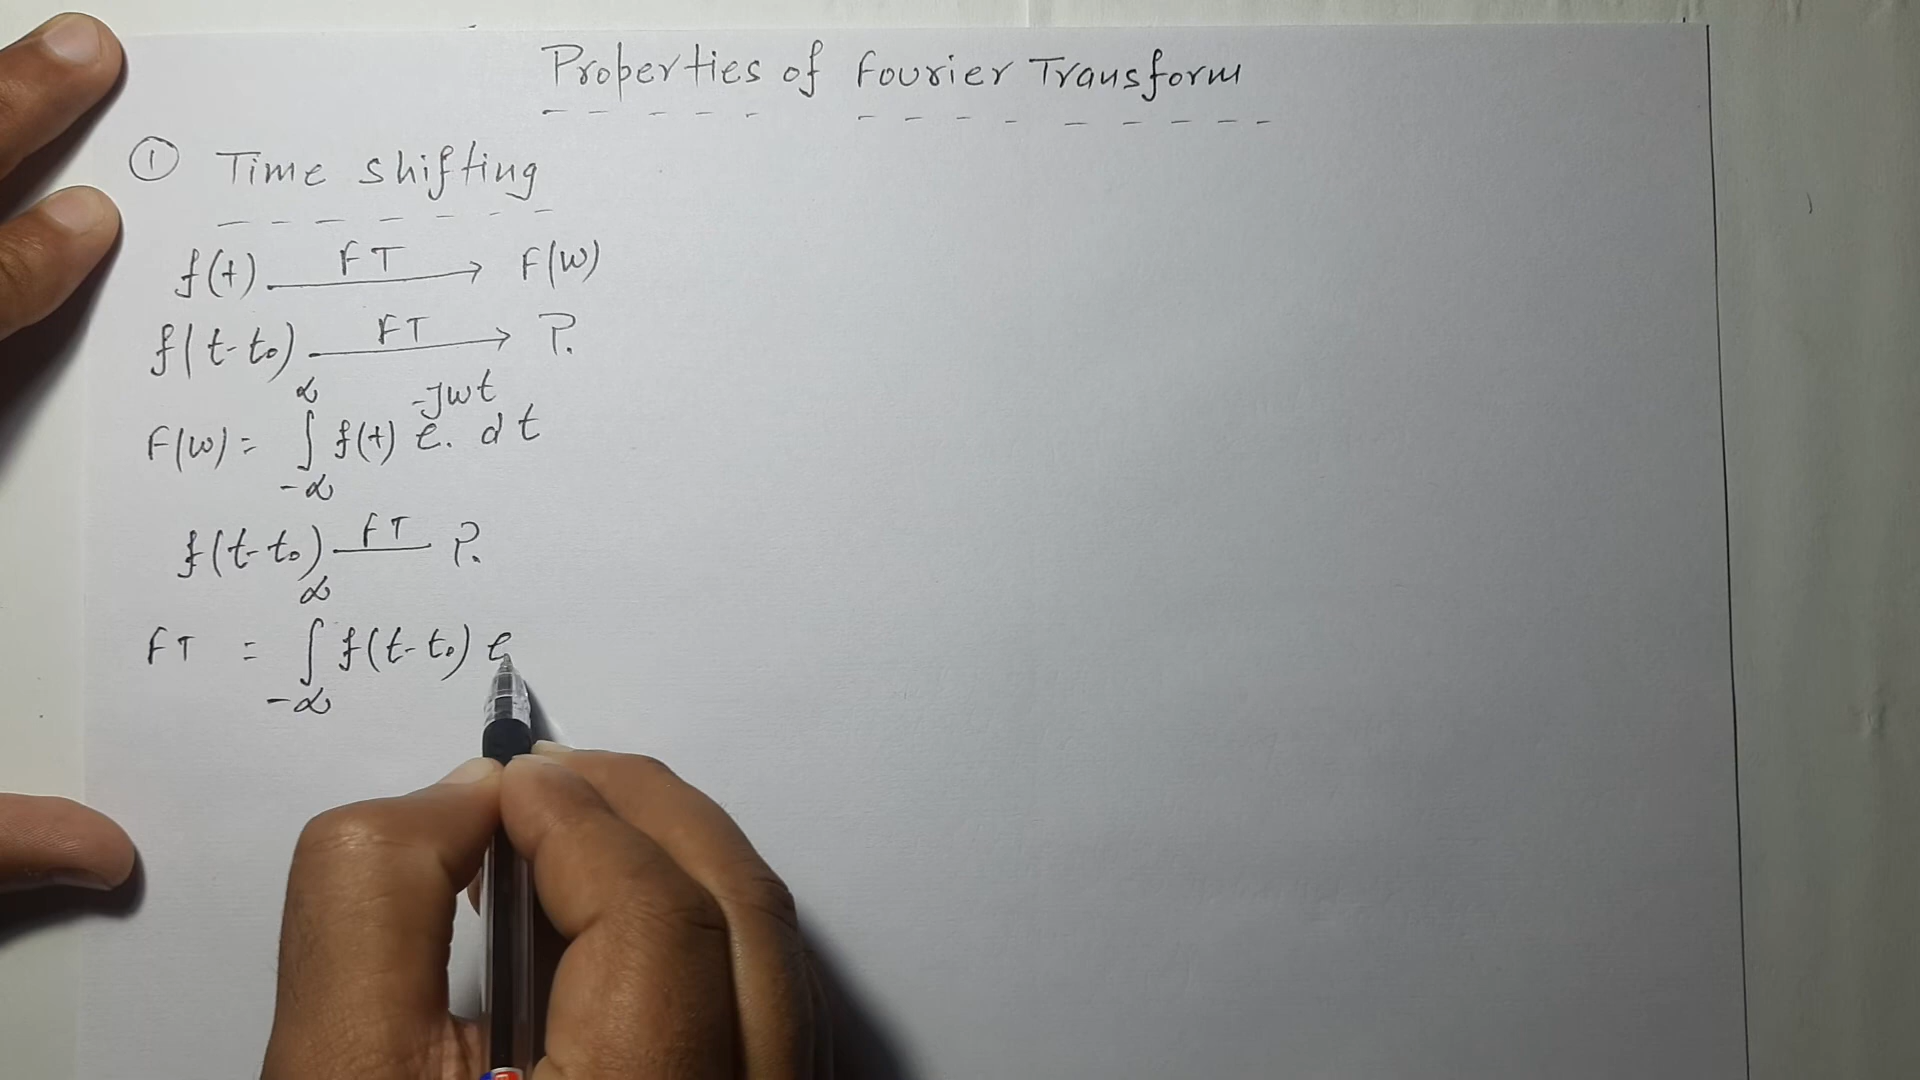 Properties of Fourier Transform
① Time shifting
f(t) FT → F(w)
f(t-t₀) FT → ?
F(w) = ∫_{-∞}^{∞} f(t) e^{-jwt}. dt
f(t-t₀) FT — ?
FT = ∫_{-∞}^{∞} f(t-t₀) e